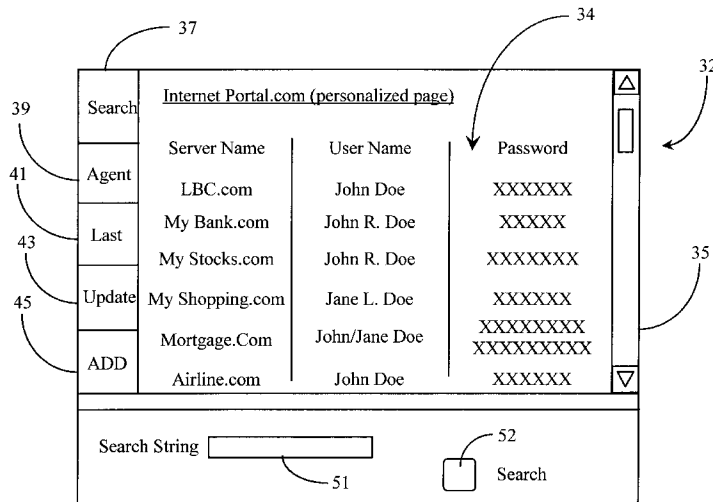 37
34
32
Search
Internet Portal.com (personalized page)
39
Server Name User Name Password
Agent
LBC.com John Doe XXXXXX
41
My Bank.com John R. Doe XXXXX
Last
43
My Stocks.com John R. Doe XXXXXXX
35
Update
My Shopping.com Jane L. Doe XXXXXX
45
Mortgage.Com John/Jane Doe XXXXXXXX
XXXXXXXXX
ADD
Airline.com John Doe XXXXXX
Search String
51
52
Search